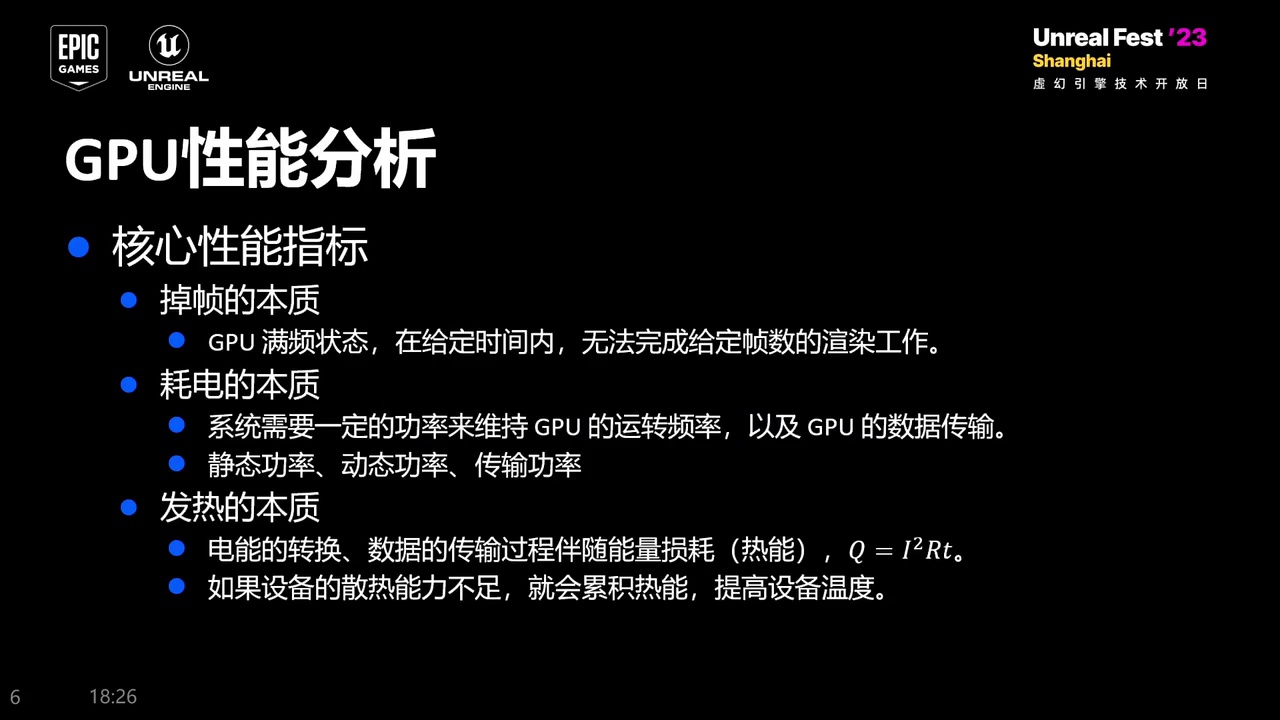 EPIC
GAMES
UNREAL
ENGINE
Unreal Fest '23
Shanghai
虚幻引擎技术开放日
GPU性能分析
核心性能指标
掉帧的本质
GPU 满频状态，在给定时间内，无法完成给定帧数的渲染工作。
耗电的本质
系统需要一定的功率来维持 GPU 的运转频率，以及 GPU 的数据传输。
静态功率、动态功率、传输功率
发热的本质
电能的转换、数据的传输过程伴随能量损耗（热能），Q = I²Rt。
如果设备的散热能力不足，就会累积热能，提高设备温度。
6
18:26